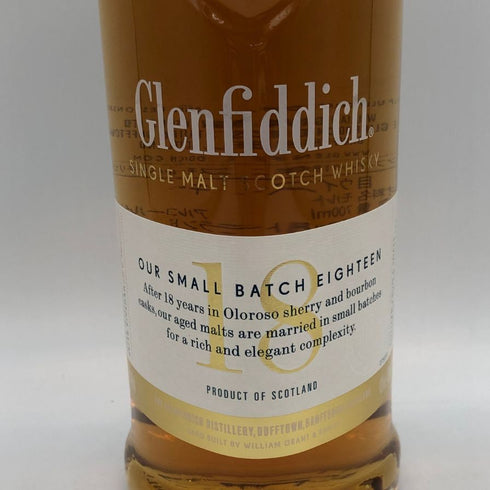 Glenfiddich
SINGLE MALT SCOTCH WHISKY
18
OUR SMALL BATCH EIGHTEEN
After 18 years in Oloroso sherry and bourbon
casks, our aged malts are married in small batches
for a rich and elegant complexity.
PRODUCT OF SCOTLAND
DISTILLERY, DUFFTOWN,
BUILT BY WILLIAM GRANT &
700ml